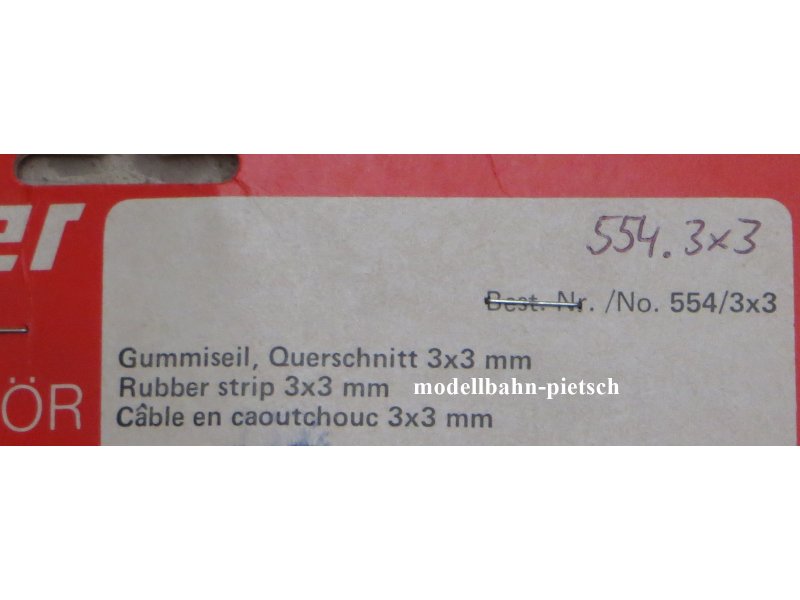 er
554.3x3
Best. Nr. /No. 554/3x3
Gummiseil, Querschnitt 3x3 mm
Rubber strip 3x3 mm modellbahn-pietsch
ÖR
Câble en caoutchouc 3x3 mm